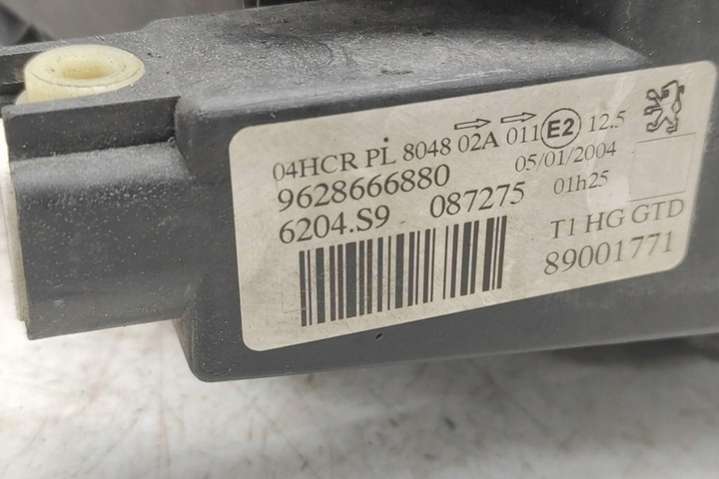 04HCR PL 8048 02A 011 E2 12.5
9628666880 05/01/2004
6204.S9 087275 01h25
T1 HG GTD
89001771